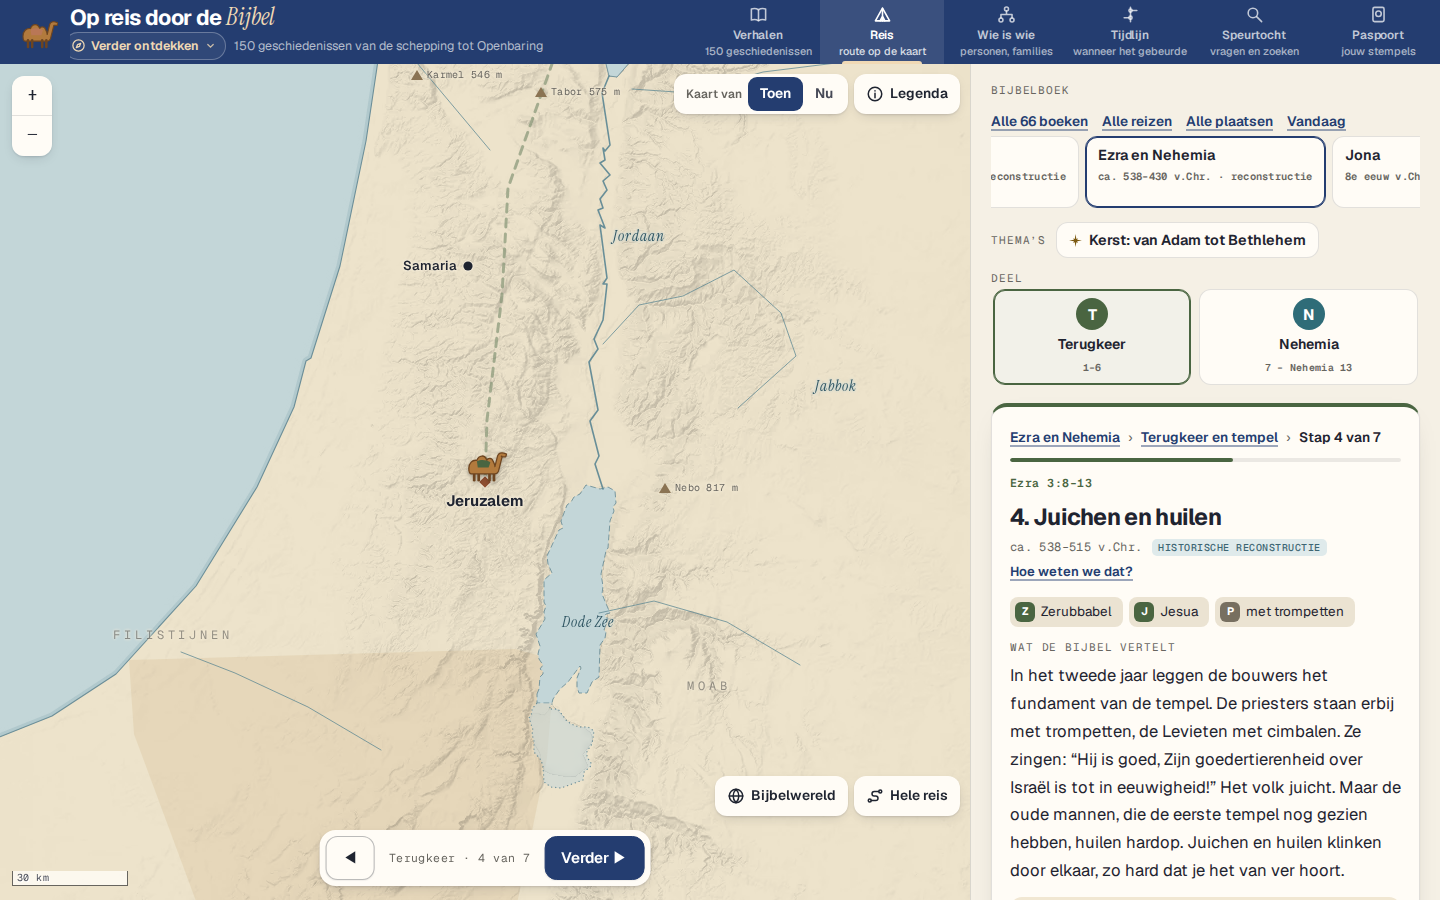 Op reis door de Bijbel
Verder ontdekken
150 geschiedenissen van de schepping tot Openbaring
Verhalen
150 geschiedenissen
Reis
route op de kaart
Wie is wie
personen, families
Tijdlijn
wanneer het gebeurde
Speurtocht
vragen en zoeken
Paspoort
jouw stempels
+
−
Karmel 546 m
Tabor 575 m
Kaart van
Toen
Nu
Legenda
Jordaan
Samaria
Jabbok
Jeruzalem
Nebo 817 m
Dode Zee
FILISTIJNEN
MOAB
Bijbelwereld
Hele reis
Terugkeer · 4 van 7
Verder
30 km
BIJBELBOEK
Alle 66 boeken
Alle reizen
Alle plaatsen
Vandaag
econstructie
Ezra en Nehemia
ca. 538–430 v.Chr. · reconstructie
Jona
8e eeuw v.Ch
THEMA'S
Kerst: van Adam tot Bethlehem
DEEL
T
Terugkeer
1–6
N
Nehemia
7 – Nehemia 13
Ezra en Nehemia › Terugkeer en tempel › Stap 4 van 7
Ezra 3:8–13
4. Juichen en huilen
ca. 538–515 v.Chr.
HISTORISCHE RECONSTRUCTIE
Hoe weten we dat?
Z Zerubbabel
J Jesua
P met trompetten
WAT DE BIJBEL VERTELT
In het tweede jaar leggen de bouwers het
fundament van de tempel. De priesters staan erbij
met trompetten, de Levieten met cimbalen. Ze
zingen: “Hij is goed, Zijn goedertierenheid over
Israël is tot in eeuwigheid!” Het volk juicht. Maar de
oude mannen, die de eerste tempel nog gezien
hebben, huilen hardop. Juichen en huilen klinken
door elkaar, zo hard dat je het van ver hoort.